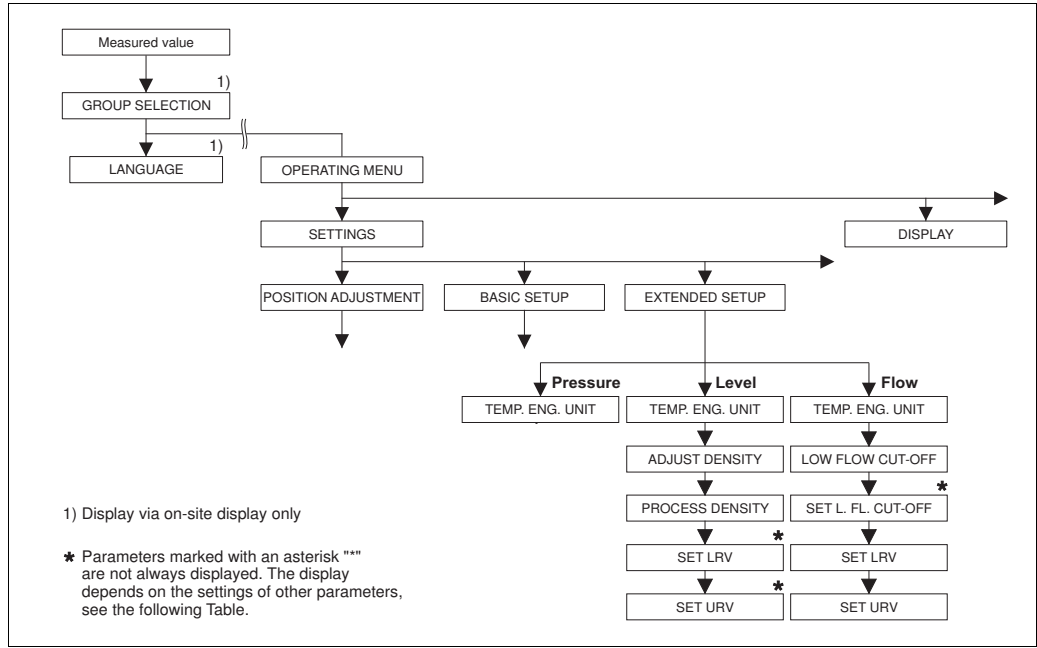 Measured value
1)
GROUP SELECTION
1)
LANGUAGE
OPERATING MENU
SETTINGS
DISPLAY
POSITION ADJUSTMENT
BASIC SETUP
EXTENDED SETUP
Pressure
Level
Flow
TEMP. ENG. UNIT
TEMP. ENG. UNIT
TEMP. ENG. UNIT
ADJUST DENSITY
LOW FLOW CUT-OFF
*
PROCESS DENSITY
SET L. FL. CUT-OFF
*
SET LRV
SET LRV
*
SET URV
SET URV
1) Display via on-site display only
* Parameters marked with an asterisk "*"
are not always displayed. The display
depends on the settings of other parameters,
see the following Table.